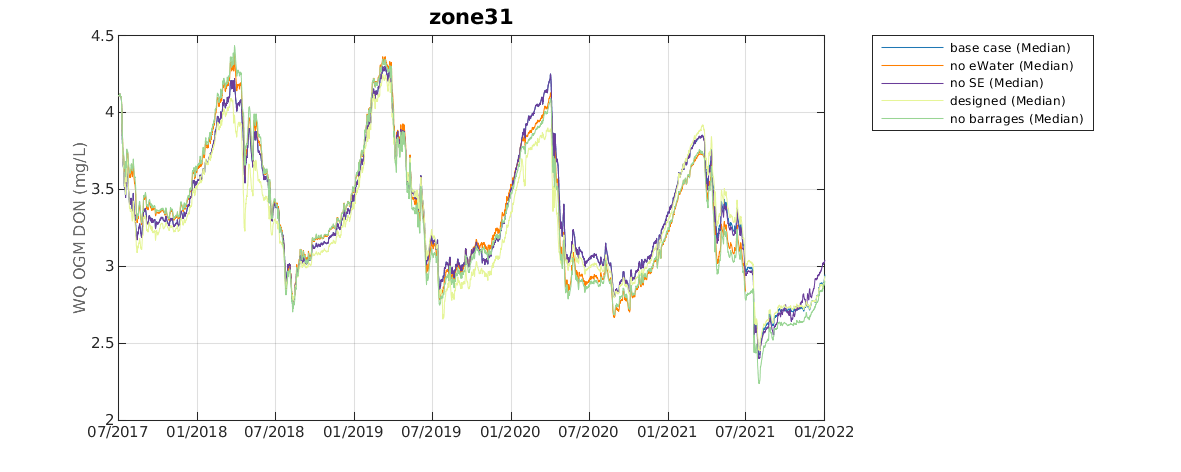 zone31
WQ OGM DON (mg/L)
4.5
4
3.5
3
2.5
2
07/2017 01/2018 07/2018 01/2019 07/2019 01/2020 07/2020 01/2021 07/2021 01/2022
base case (Median)
no eWater (Median)
no SE (Median)
designed (Median)
no barrages (Median)